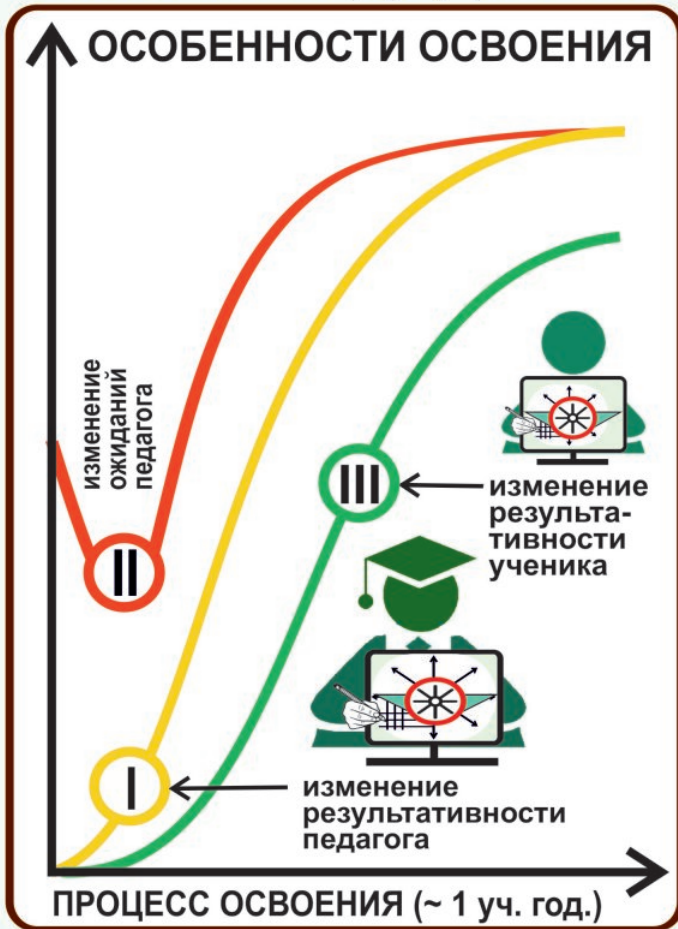 ОСОБЕННОСТИ ОСВОЕНИЯ
изменение
ожиданий
педагога
II
III
изменение
результа-
тивности
ученика
I
изменение
результативности
педагога
ПРОЦЕСС ОСВОЕНИЯ (~ 1 уч. год.)